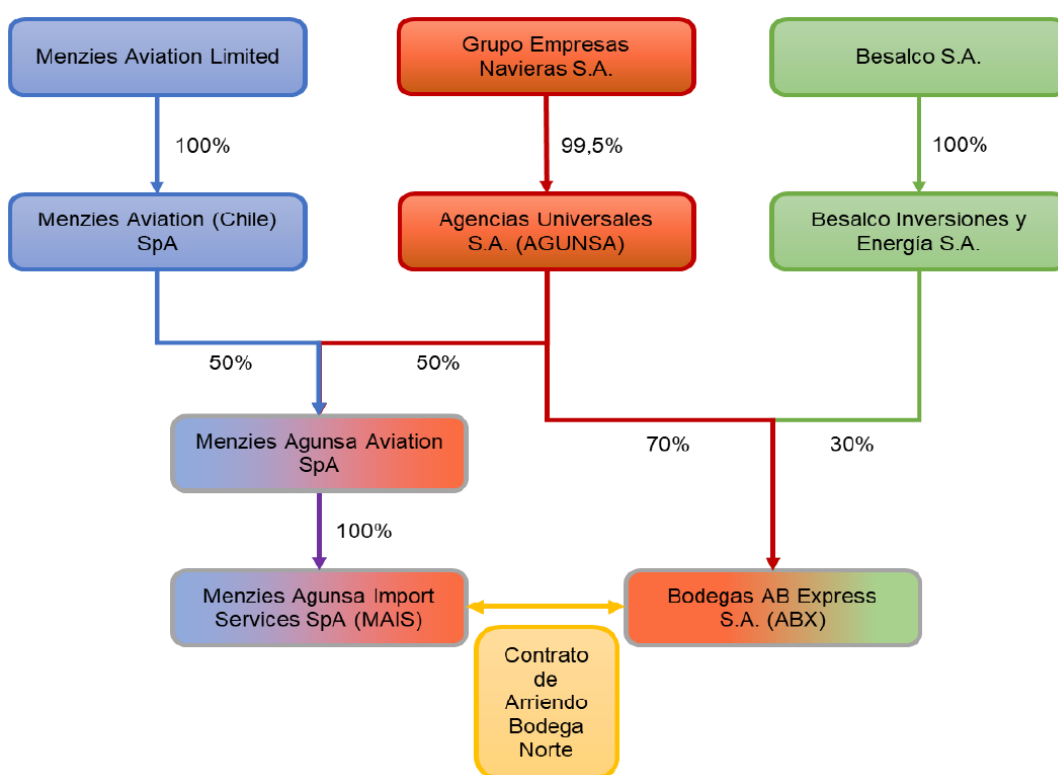 Menzies Aviation Limited
Grupo Empresas
Navieras S.A.
Besalco S.A.
100%
99,5%
100%
Menzies Aviation (Chile)
SpA
Agencias Universales
S.A. (AGUNSA)
Besalco Inversiones y
Energía S.A.
50%
50%
70%
30%
Menzies Agunsa Aviation
SpA
100%
Menzies Agunsa Import
Services SpA (MAIS)
Bodegas AB Express
S.A. (ABX)
Contrato
de
Arriendo
Bodega
Norte